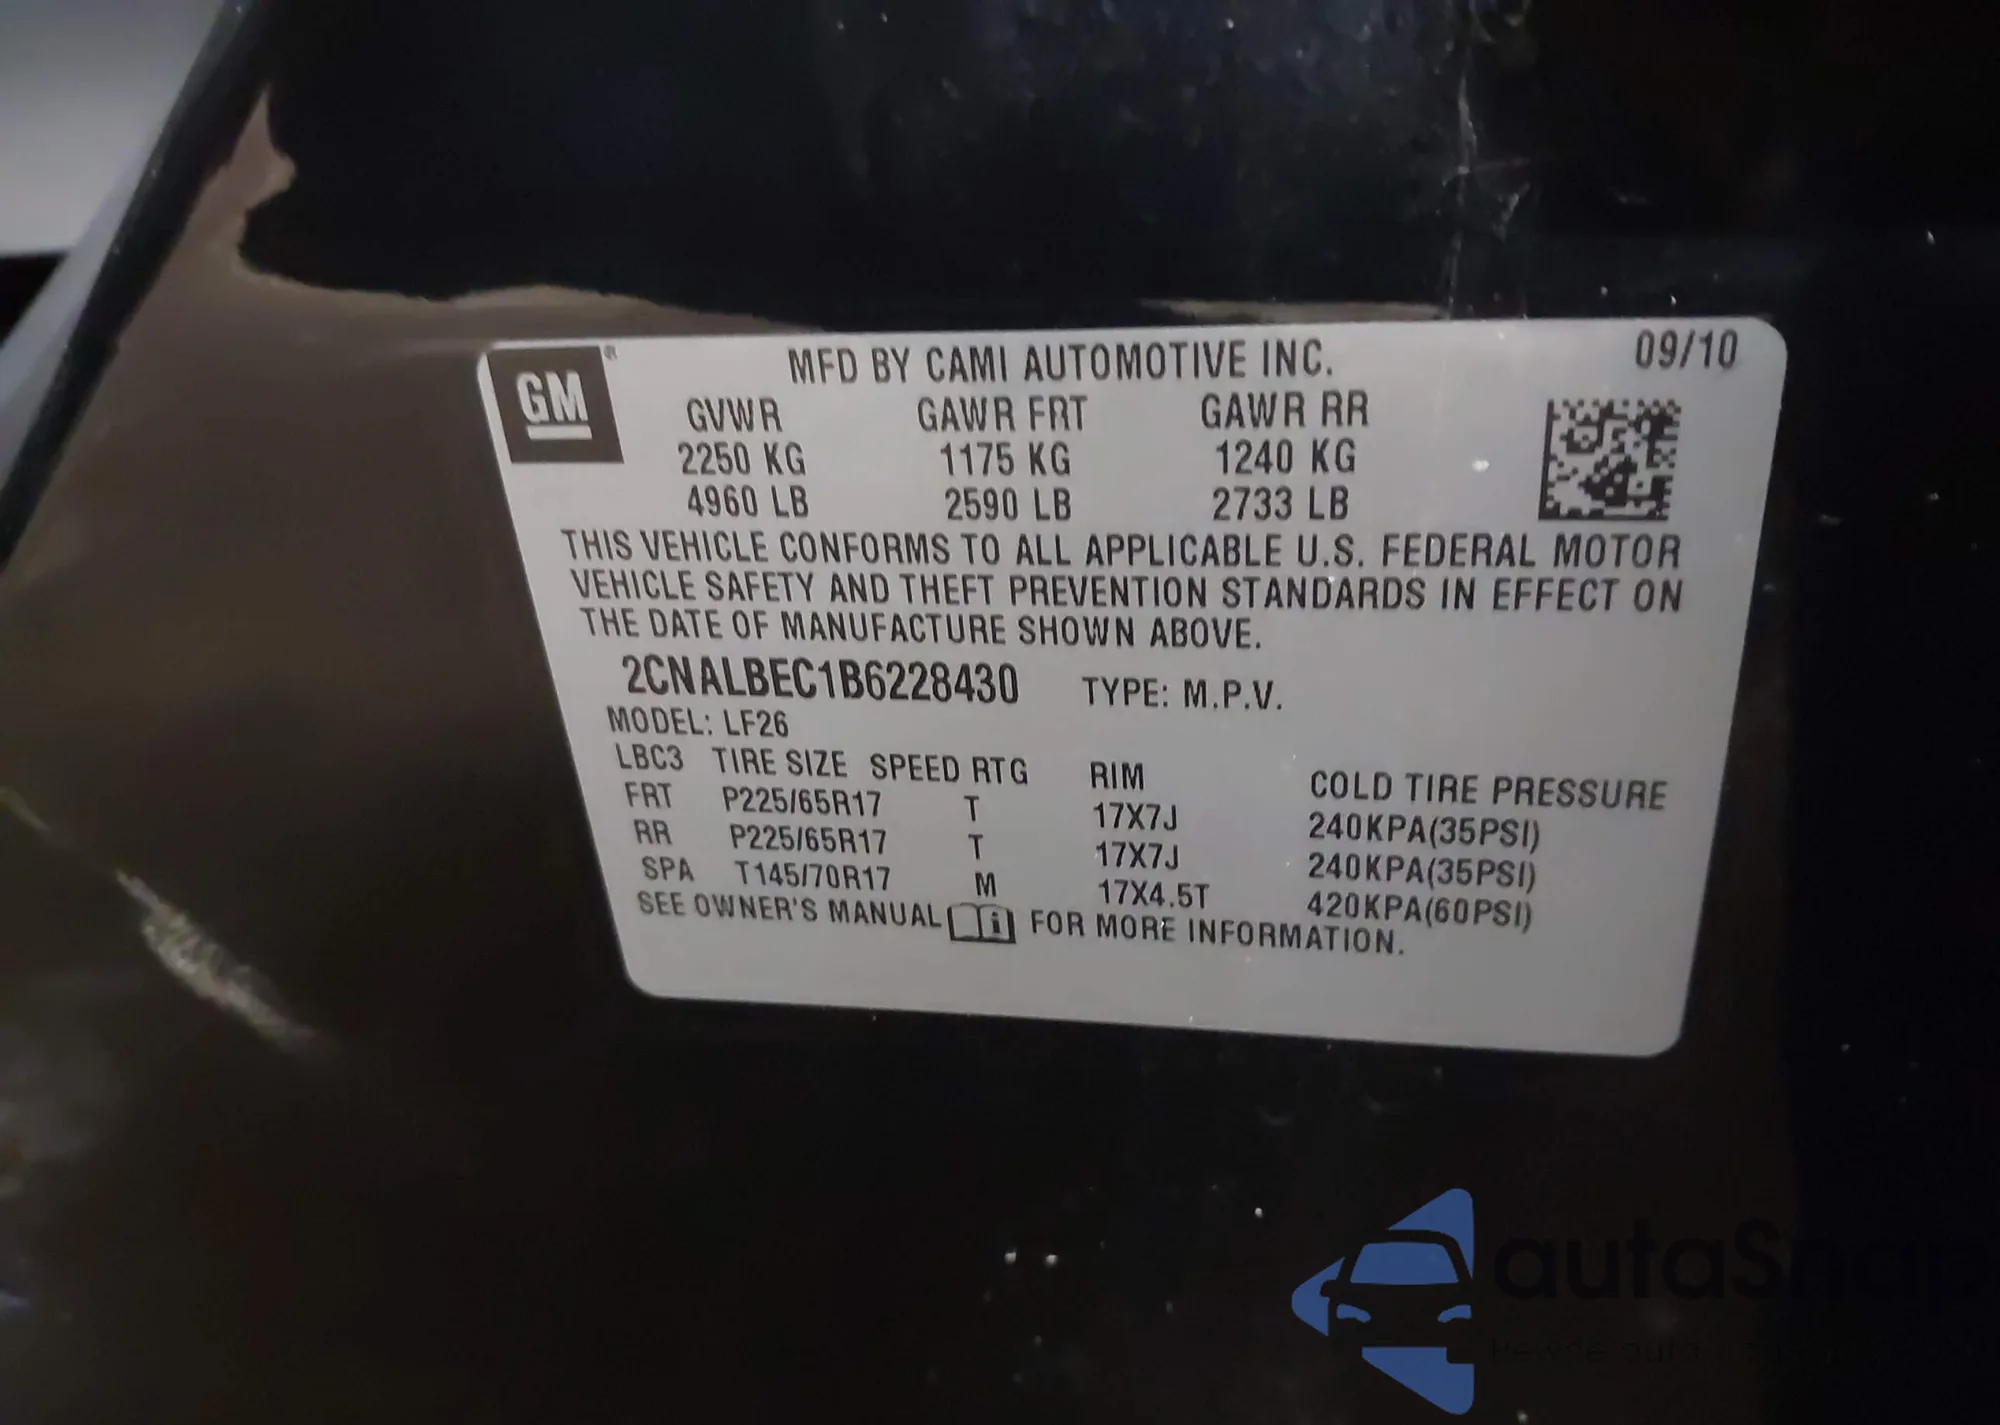 GM ®
MFD BY CAMI AUTOMOTIVE INC. 09/10
GVWR GAWR FRT GAWR RR
2250 KG 1175 KG 1240 KG
4960 LB 2590 LB 2733 LB
THIS VEHICLE CONFORMS TO ALL APPLICABLE U.S. FEDERAL MOTOR
VEHICLE SAFETY AND THEFT PREVENTION STANDARDS IN EFFECT ON
THE DATE OF MANUFACTURE SHOWN ABOVE.
2CNALBEC1B6228430 TYPE: M.P.V.
MODEL: LF26
LBC3 TIRE SIZE SPEED RTG RIM COLD TIRE PRESSURE
FRT P225/65R17 T 17X7J 240KPA(35PSI)
RR P225/65R17 T 17X7J 240KPA(35PSI)
SPA T145/70R17 M 17X4.5T 420KPA(60PSI)
SEE OWNER'S MANUAL i FOR MORE INFORMATION.
autaSnap